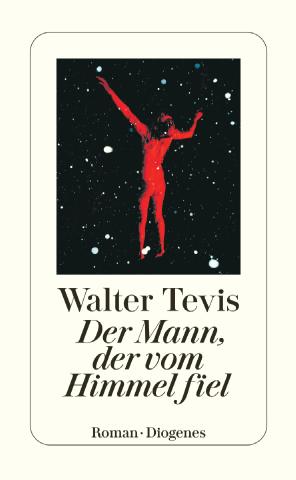 Walter Tevis
Der Mann,
der vom
Himmel fiel
Roman · Diogenes